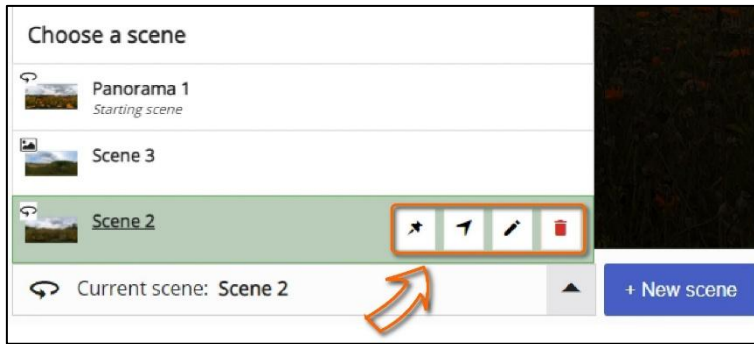 Choose a scene
Panorama 1
Starting scene
Scene 3
Scene 2
Current scene: Scene 2
+ New scene